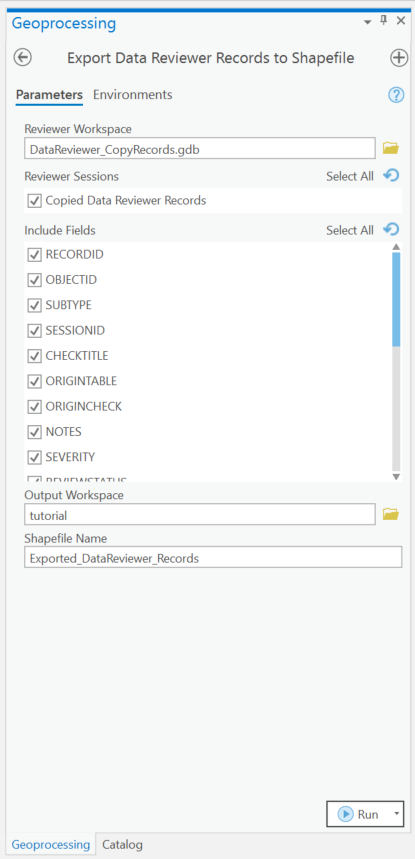 Geoprocessing
Export Data Reviewer Records to Shapefile
Parameters Environments
Reviewer Workspace
DataReviewer_CopyRecords.gdb
Reviewer Sessions Select All
Copied Data Reviewer Records
Include Fields Select All
RECORDID
OBJECTID
SUBTYPE
SESSIONID
CHECKTITLE
ORIGINTABLE
ORIGINCHECK
NOTES
SEVERITY
REVIEWSTATUS
Output Workspace
tutorial
Shapefile Name
Exported_DataReviewer_Records
Run
Geoprocessing Catalog